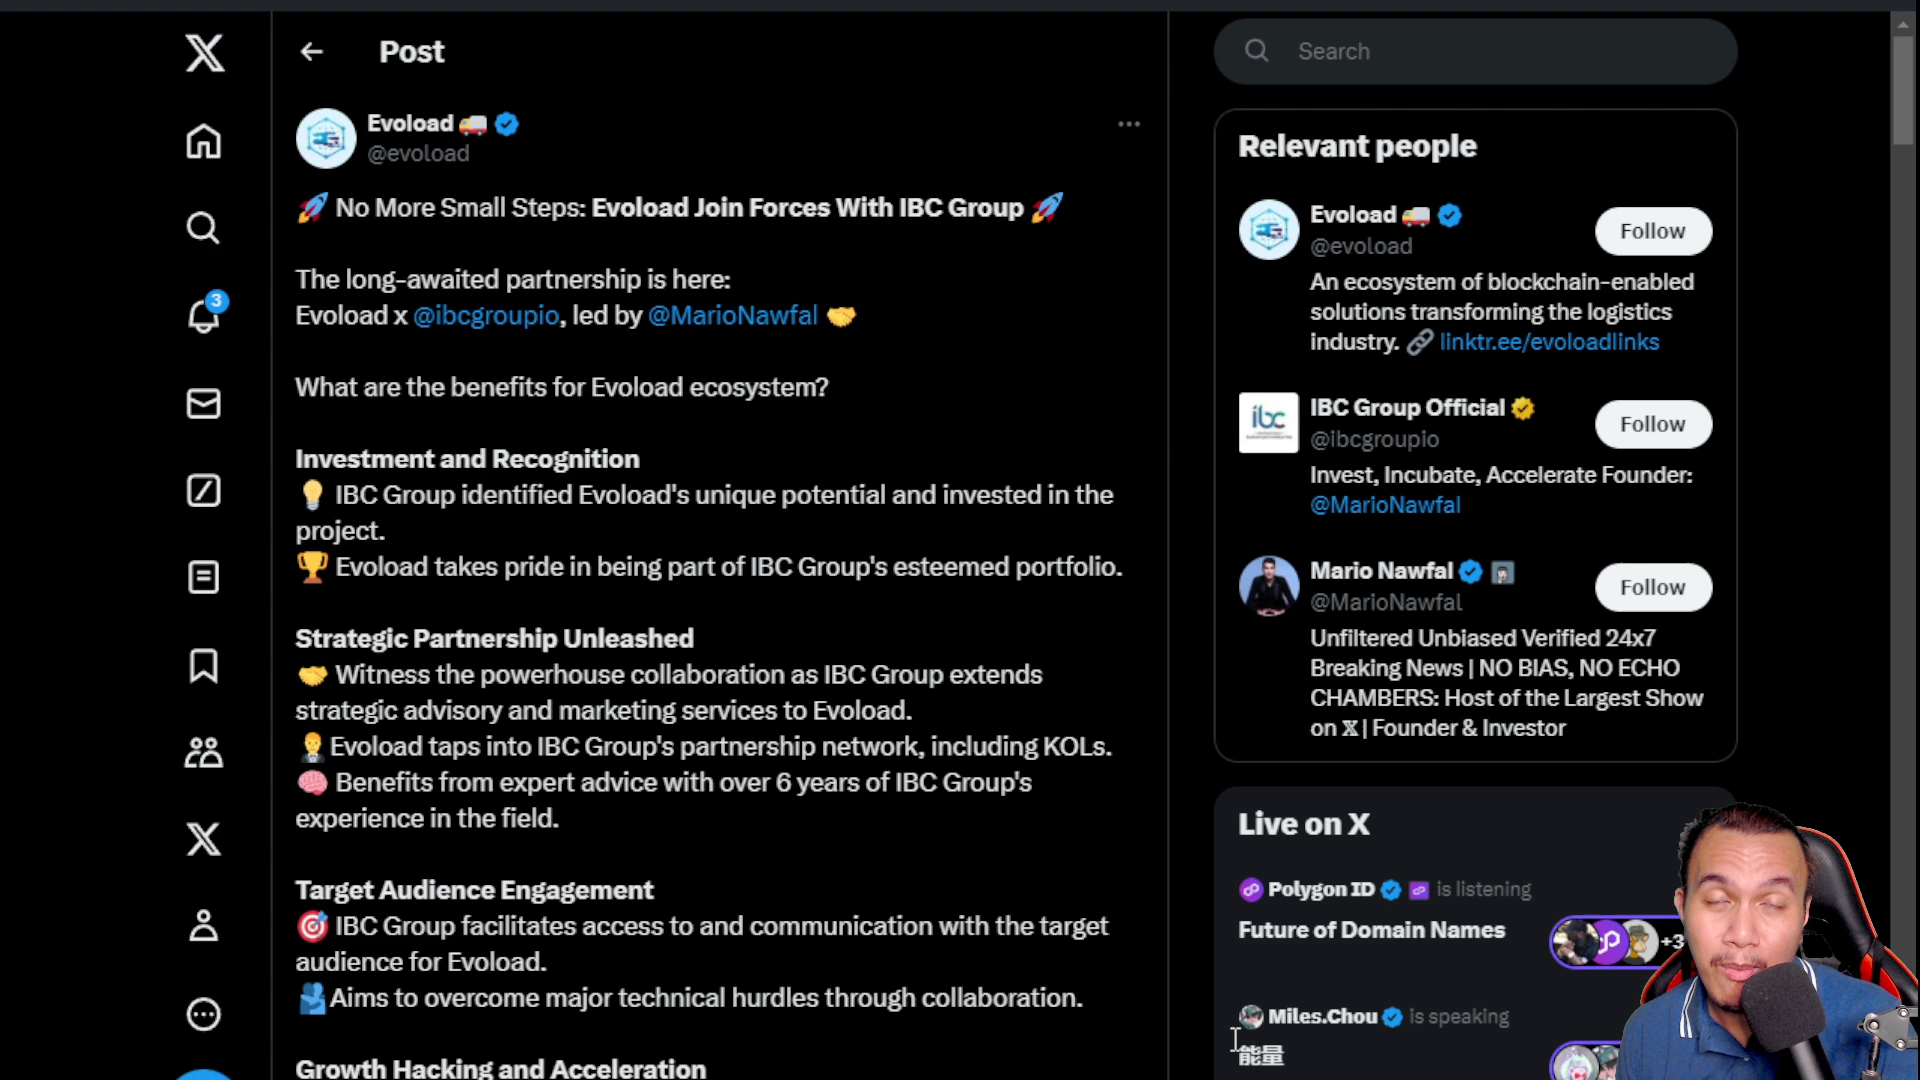 Post
Evoload
@evoload
No More Small Steps: Evoload Join Forces With IBC Group
The long-awaited partnership is here:
Evoload x @ibcgroupio, led by @MarioNawfal
What are the benefits for Evoload ecosystem?
Investment and Recognition
IBC Group identified Evoload's unique potential and invested in the
project.
Evoload takes pride in being part of IBC Group's esteemed portfolio.
Strategic Partnership Unleashed
Witness the powerhouse collaboration as IBC Group extends
strategic advisory and marketing services to Evoload.
Evoload taps into IBC Group's partnership network, including KOLs.
Benefits from expert advice with over 6 years of IBC Group's
experience in the field.
Target Audience Engagement
IBC Group facilitates access to and communication with the target
audience for Evoload.
Aims to overcome major technical hurdles through collaboration.
Growth Hacking and Acceleration
3
Search
Relevant people
Evoload
Follow
@evoload
An ecosystem of blockchain-enabled
solutions transforming the logistics
industry. linktr.ee/evoloadlinks
ibc
IBC Group Official
Follow
@ibcgroupio
Invest, Incubate, Accelerate Founder:
@MarioNawfal
Mario Nawfal
Follow
@MarioNawfal
Unfiltered Unbiased Verified 24x7
Breaking News | NO BIAS, NO ECHO
CHAMBERS: Host of the Largest Show
on 𝕏 | Founder & Investor
Live on X
Polygon ID is listening
Future of Domain Names
+3
Miles.Chou is speaking
能量